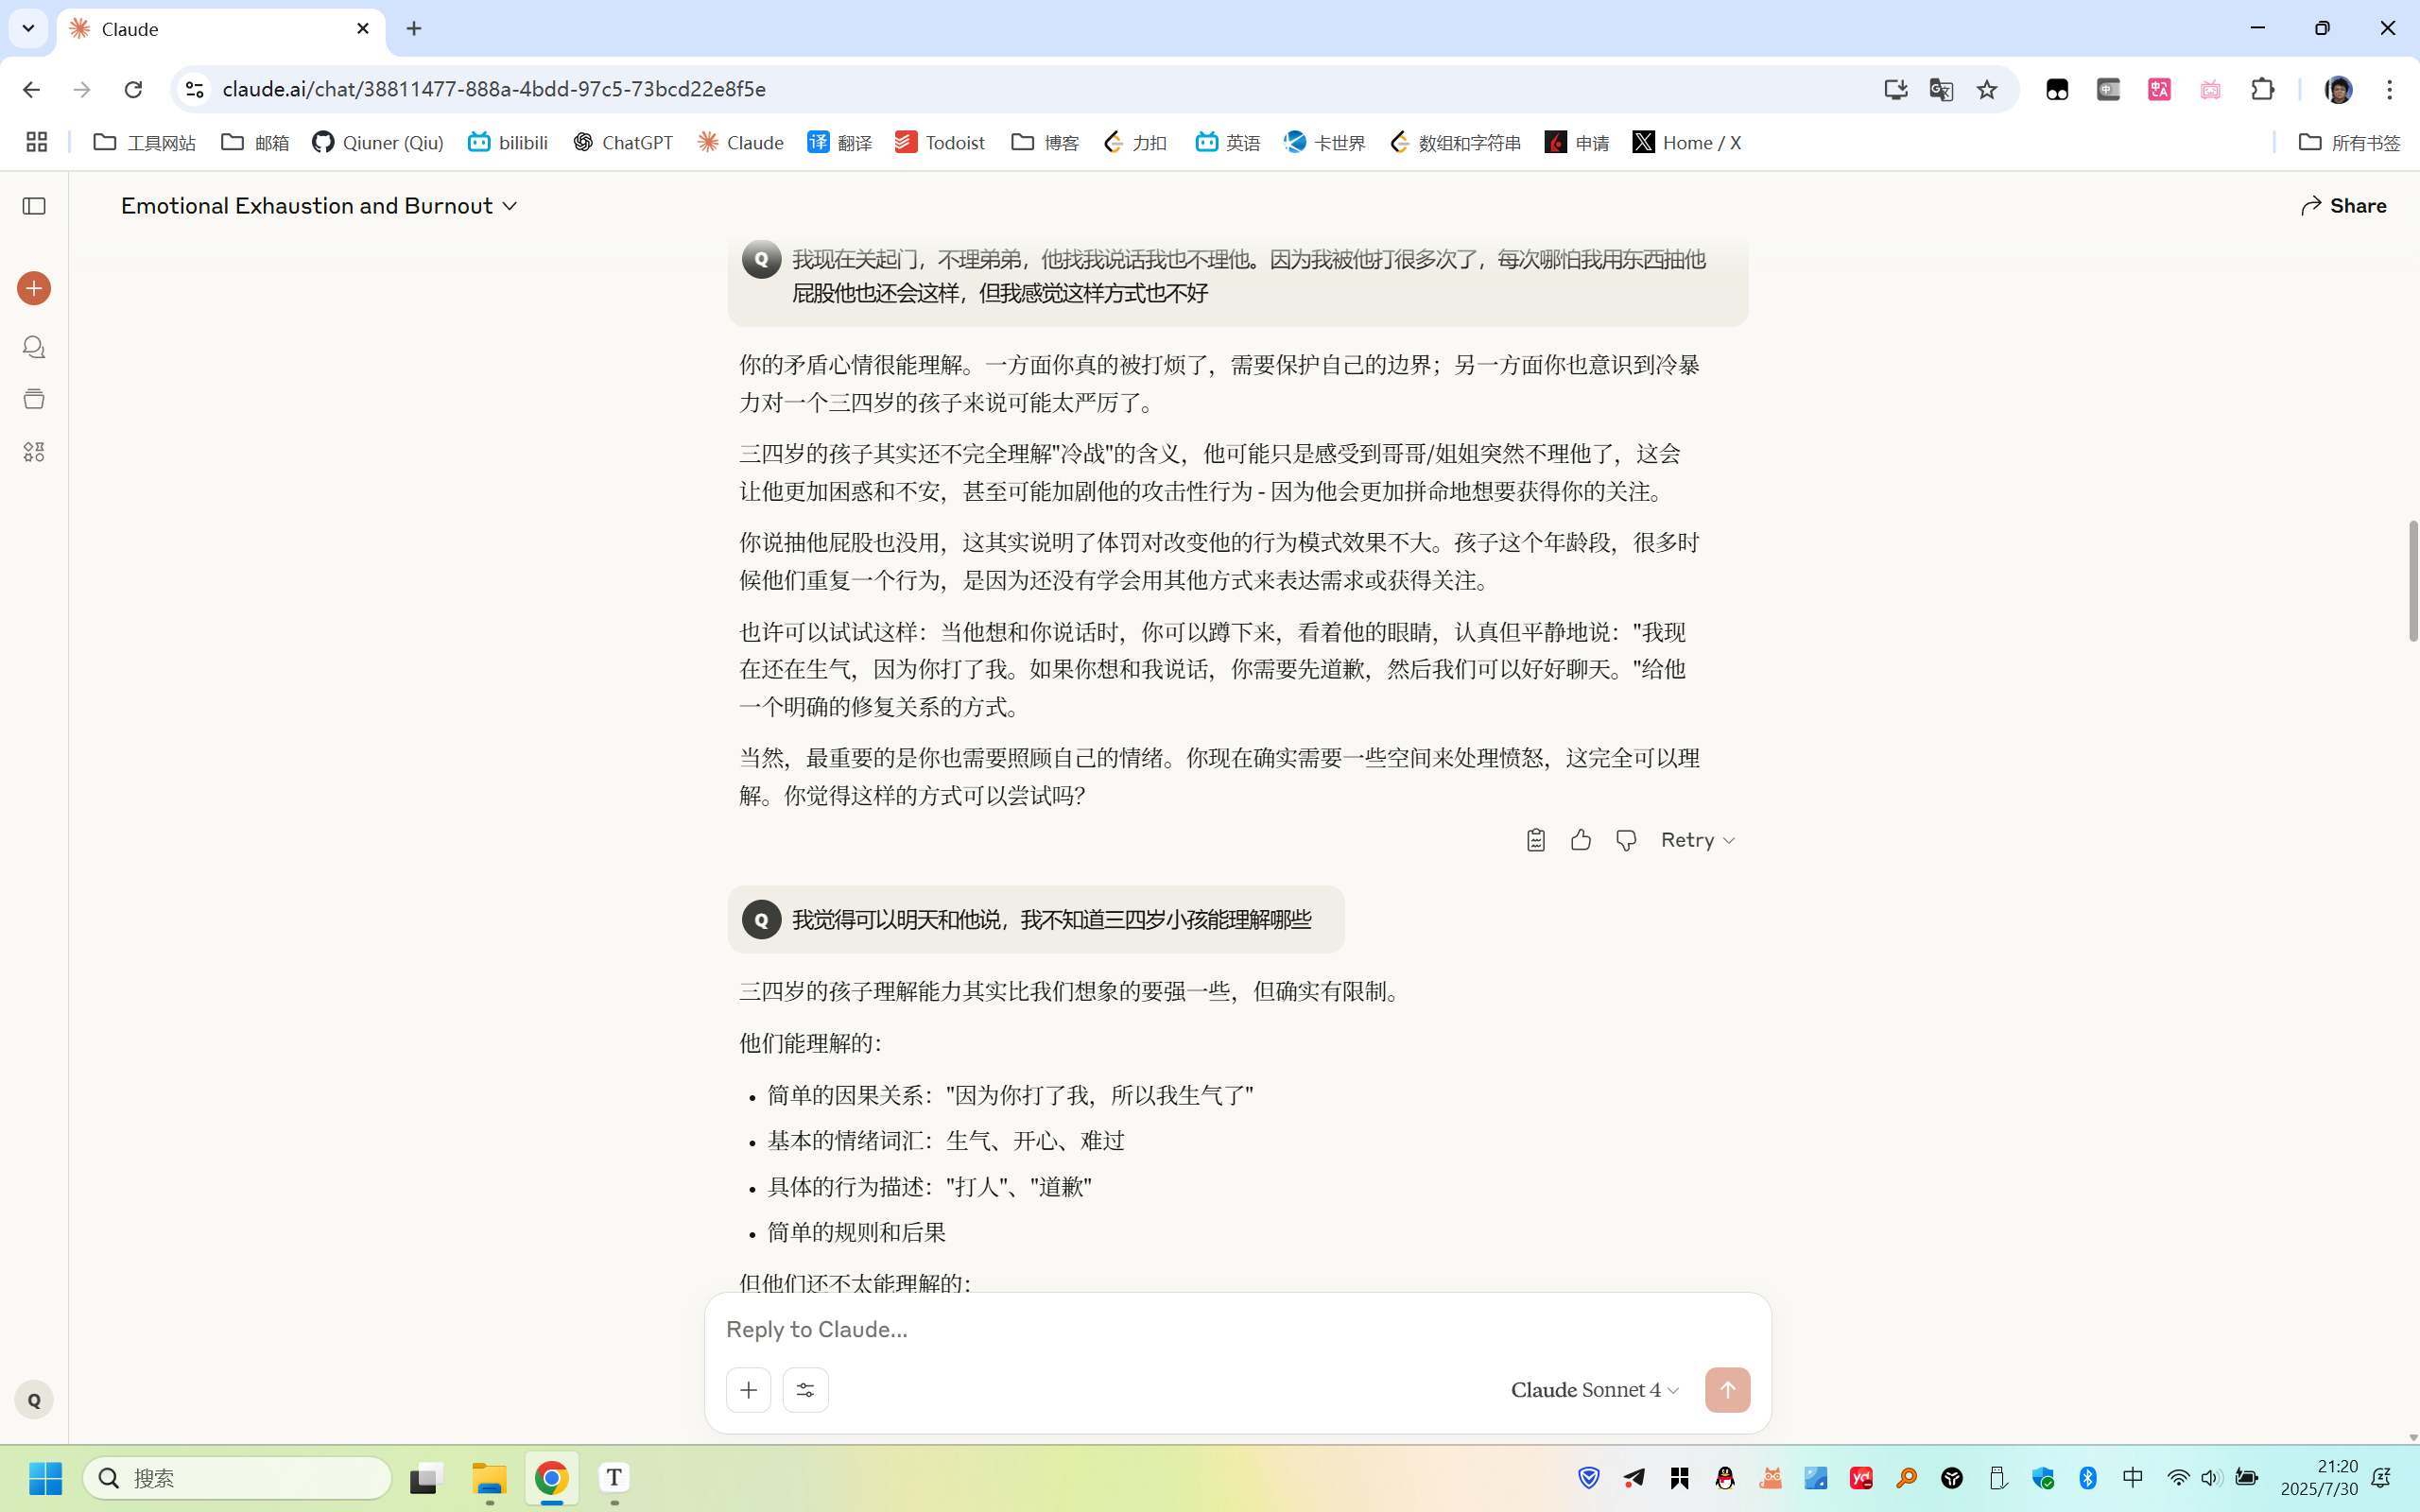 Claude
claude.ai/chat/38811477-888a-4bdd-97c5-73bcd22e8f5e
工具网站 邮箱 Qiuner (Qiu) bilibili ChatGPT Claude 翻译 Todoist 博客 力扣 英语 卡世界 数组和字符串 申请 Home / X 所有书签
Emotional Exhaustion and Burnout Share
Q 我现在关起门，不理弟弟，他找我说话我也不理他。因为我被他打很多次了，每次哪怕我用东西抽他
屁股他也还会这样，但我感觉这样方式也不好
你的矛盾心情很能理解。一方面你真的被打烦了，需要保护自己的边界；另一方面你也意识到冷暴
力对一个三四岁的孩子来说可能太严厉了。
三四岁的孩子其实还不完全理解"冷战"的含义，他可能只是感受到哥哥/姐姐突然不理他了，这会
让他更加困惑和不安，甚至可能加剧他的攻击性行为 - 因为他会更加拼命地想要获得你的关注。
你说抽他屁股也没用，这其实说明了体罚对改变他的行为模式效果不大。孩子这个年龄段，很多时
候他们重复一个行为，是因为还没有学会用其他方式来表达需求或获得关注。
也许可以试试这样：当他想和你说话时，你可以蹲下来，看着他的眼睛，认真但平静地说："我现
在还在生气，因为你打了我。如果你想和我说话，你需要先道歉，然后我们可以好好聊天。"给他
一个明确的修复关系的方式。
当然，最重要的是你也需要照顾自己的情绪。你现在确实需要一些空间来处理愤怒，这完全可以理
解。你觉得这样的方式可以尝试吗？
Retry
Q 我觉得可以明天和他说，我不知道三四岁小孩能理解哪些
三四岁的孩子理解能力其实比我们想象的要强一些，但确实有限制。
他们能理解的：
• 简单的因果关系："因为你打了我，所以我生气了"
• 基本的情绪词汇：生气、开心、难过
• 具体的行为描述："打人"、"道歉"
• 简单的规则和后果
但他们还不太能理解的：
Reply to Claude...
Claude Sonnet 4
Q
搜索
中
21:20
2025/7/30